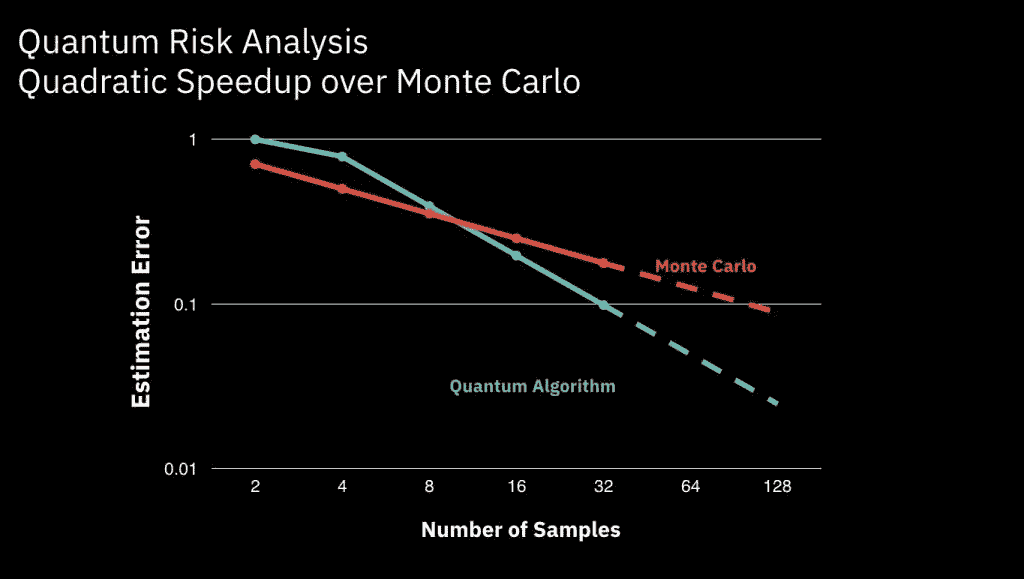 Quantum Risk Analysis
Quadratic Speedup over Monte Carlo
1
0.1
0.01
Estimation Error
Monte Carlo
Quantum Algorithm
2 4 8 16 32 64 128
Number of Samples